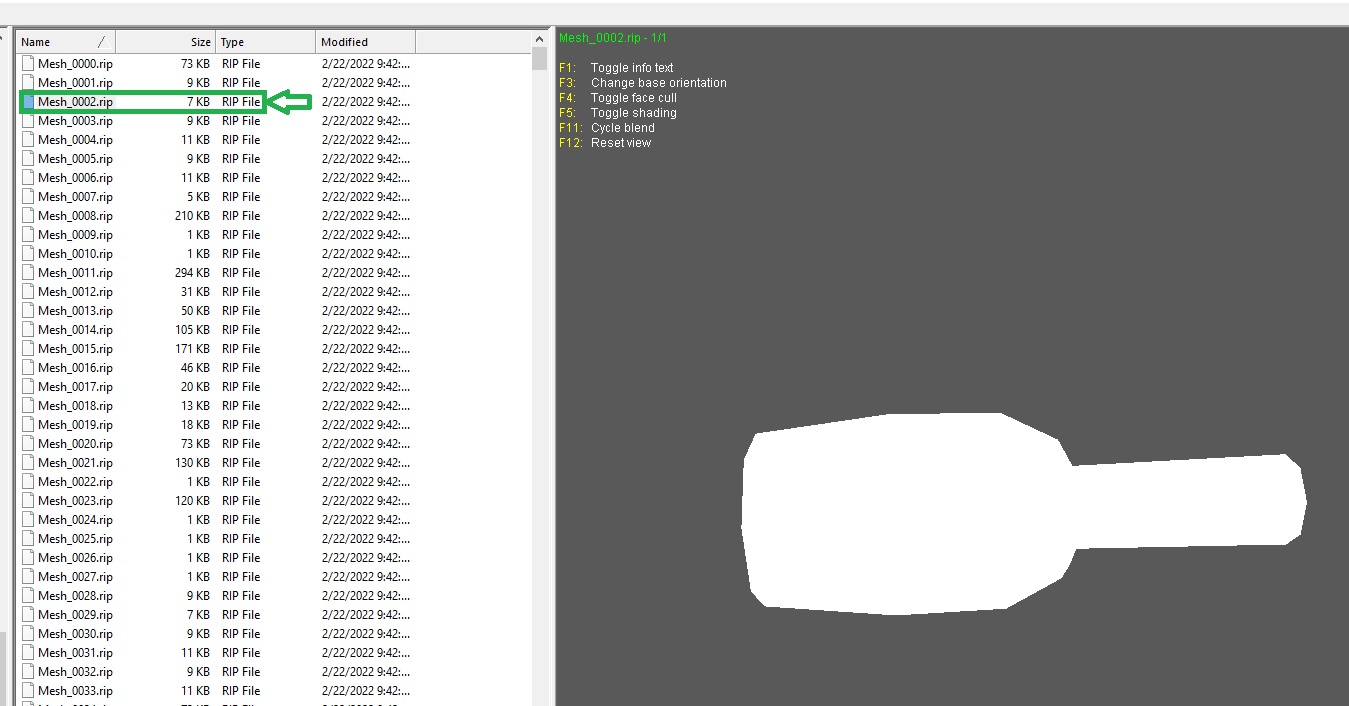 Name Size Type Modified
Mesh_0000.rip 73 KB RIP File 2/22/2022 9:42:...
Mesh_0001.rip 9 KB RIP File 2/22/2022 9:42:...
Mesh_0002.rip 7 KB RIP File 2/22/2022 9:42:...
Mesh_0003.rip 9 KB RIP File 2/22/2022 9:42:...
Mesh_0004.rip 11 KB RIP File 2/22/2022 9:42:...
Mesh_0005.rip 9 KB RIP File 2/22/2022 9:42:...
Mesh_0006.rip 11 KB RIP File 2/22/2022 9:42:...
Mesh_0007.rip 5 KB RIP File 2/22/2022 9:42:...
Mesh_0008.rip 210 KB RIP File 2/22/2022 9:42:...
Mesh_0009.rip 1 KB RIP File 2/22/2022 9:42:...
Mesh_0010.rip 1 KB RIP File 2/22/2022 9:42:...
Mesh_0011.rip 294 KB RIP File 2/22/2022 9:42:...
Mesh_0012.rip 31 KB RIP File 2/22/2022 9:42:...
Mesh_0013.rip 50 KB RIP File 2/22/2022 9:42:...
Mesh_0014.rip 105 KB RIP File 2/22/2022 9:42:...
Mesh_0015.rip 171 KB RIP File 2/22/2022 9:42:...
Mesh_0016.rip 46 KB RIP File 2/22/2022 9:42:...
Mesh_0017.rip 20 KB RIP File 2/22/2022 9:42:...
Mesh_0018.rip 13 KB RIP File 2/22/2022 9:42:...
Mesh_0019.rip 18 KB RIP File 2/22/2022 9:42:...
Mesh_0020.rip 73 KB RIP File 2/22/2022 9:42:...
Mesh_0021.rip 130 KB RIP File 2/22/2022 9:42:...
Mesh_0022.rip 1 KB RIP File 2/22/2022 9:42:...
Mesh_0023.rip 120 KB RIP File 2/22/2022 9:42:...
Mesh_0024.rip 1 KB RIP File 2/22/2022 9:42:...
Mesh_0025.rip 1 KB RIP File 2/22/2022 9:42:...
Mesh_0026.rip 1 KB RIP File 2/22/2022 9:42:...
Mesh_0027.rip 1 KB RIP File 2/22/2022 9:42:...
Mesh_0028.rip 9 KB RIP File 2/22/2022 9:42:...
Mesh_0029.rip 7 KB RIP File 2/22/2022 9:42:...
Mesh_0030.rip 9 KB RIP File 2/22/2022 9:42:...
Mesh_0031.rip 11 KB RIP File 2/22/2022 9:42:...
Mesh_0032.rip 9 KB RIP File 2/22/2022 9:42:...
Mesh_0033.rip 11 KB RIP File 2/22/2022 9:42:...
Mesh_0002.rip - 1/1
F1: Toggle info text
F3: Change base orientation
F4: Toggle face cull
F5: Toggle shading
F11: Cycle blend
F12: Reset view